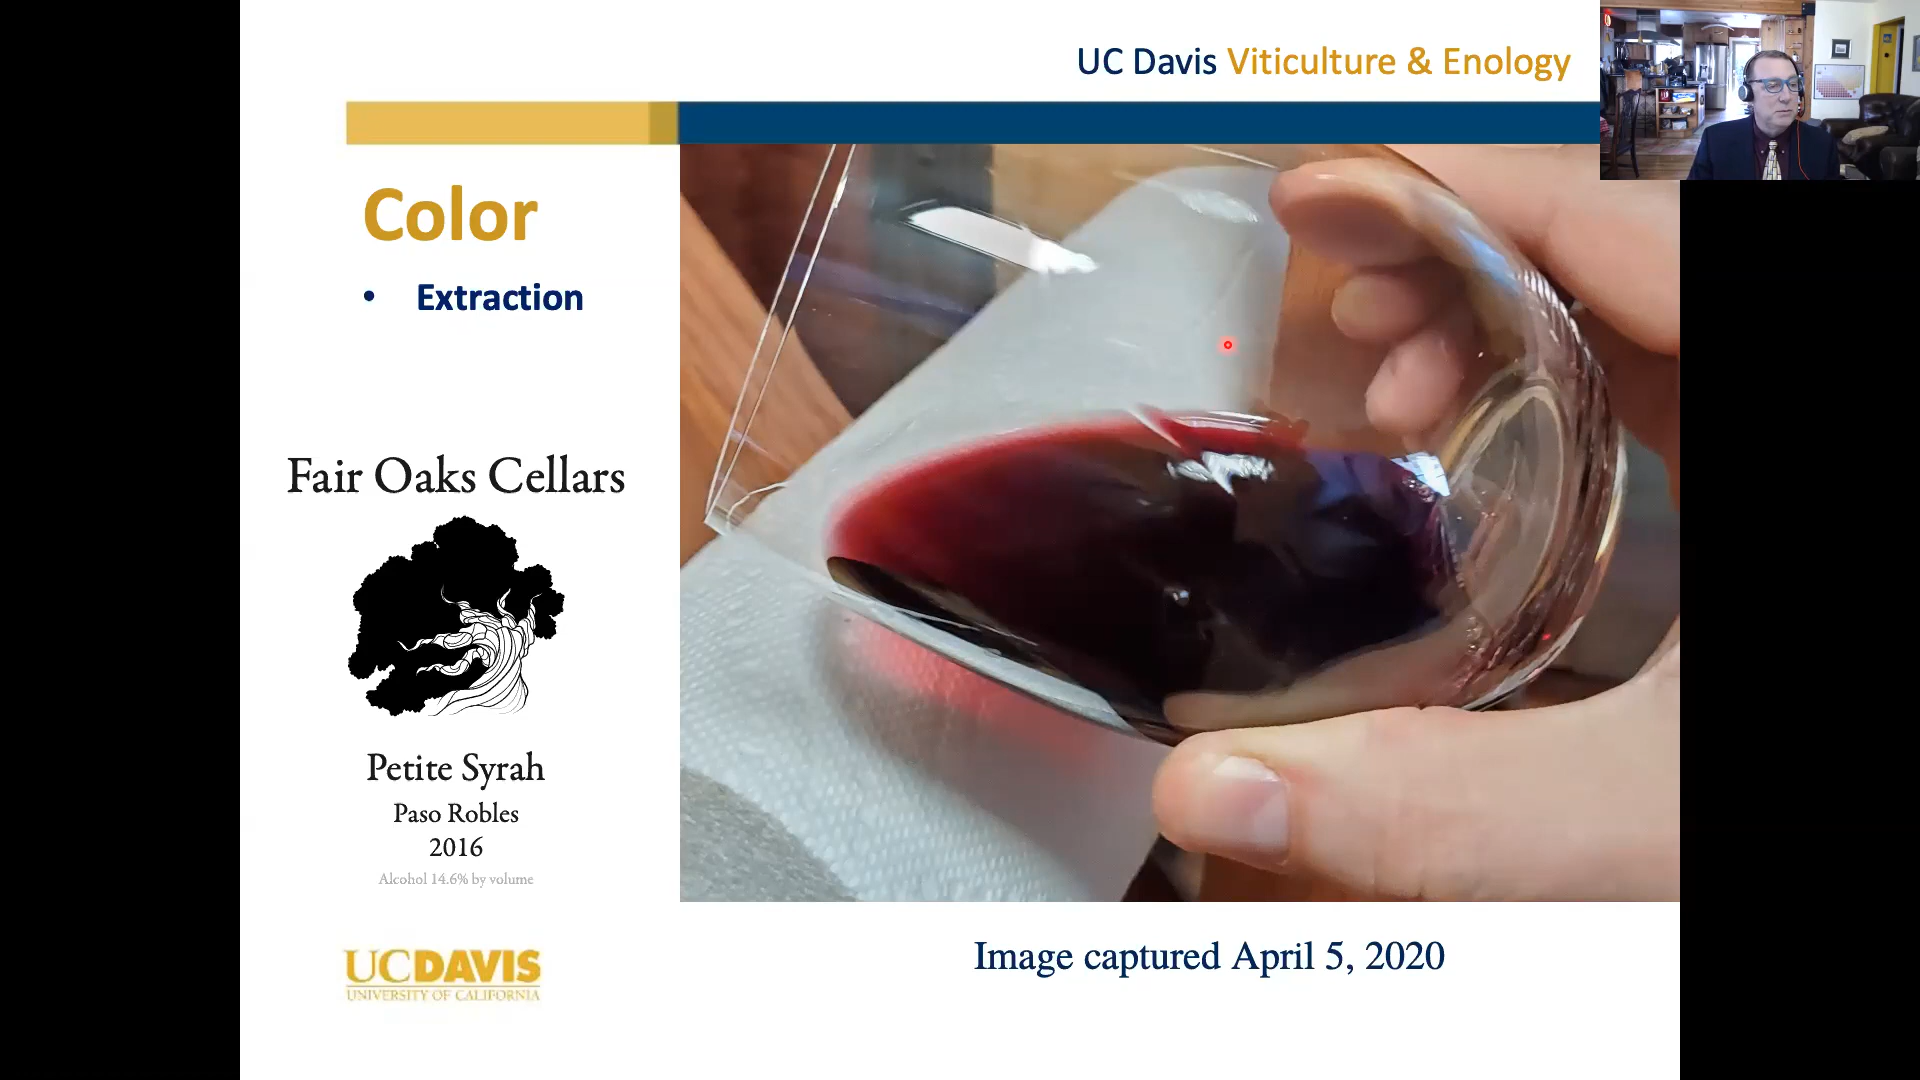 UC Davis Viticulture & Enology
Color
• Extraction
Fair Oaks Cellars
Petite Syrah
Paso Robles
2016
Alcohol 14.6% by volume
UCDAVIS
UNIVERSITY OF CALIFORNIA
Image captured April 5, 2020